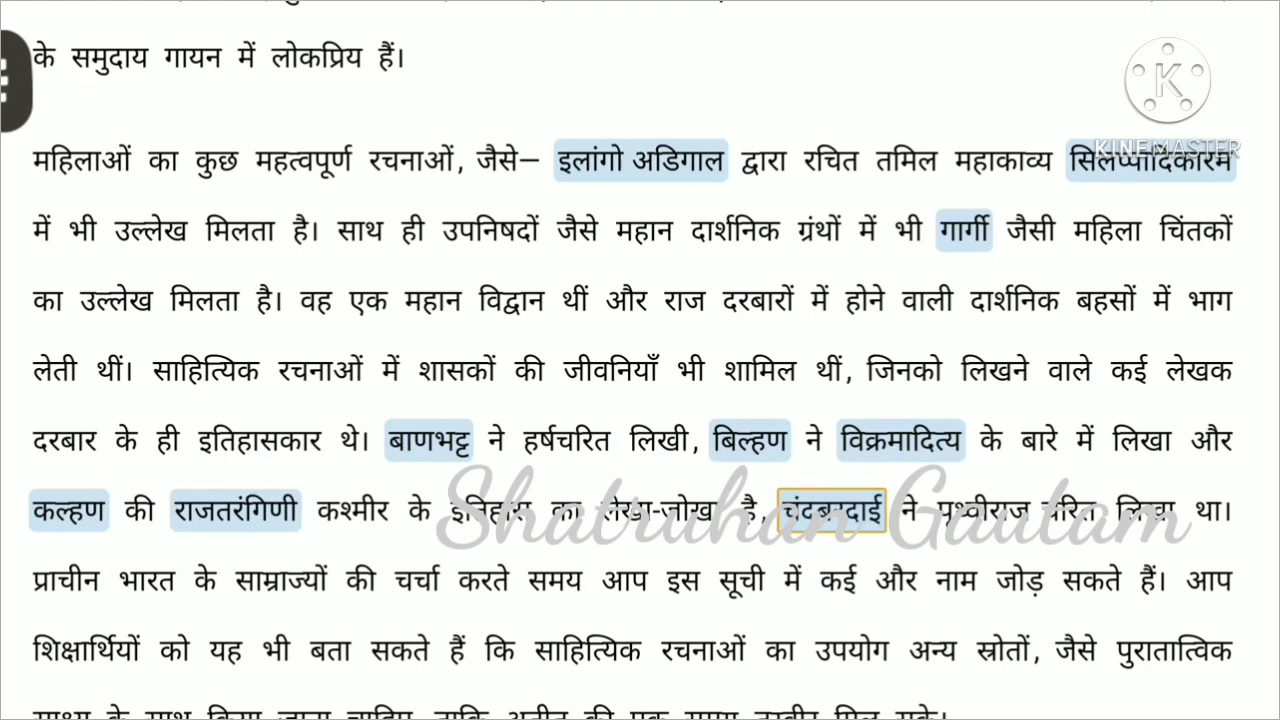 के समुदाय गायन में लोकप्रिय हैं।
K
KINEMASTER
महिलाओं का कुछ महत्वपूर्ण रचनाओं, जैसे– इलांगो अडिगाल द्वारा रचित तमिल महाकाव्य सिलप्पादिकारम
में भी उल्लेख मिलता है। साथ ही उपनिषदों जैसे महान दार्शनिक ग्रंथों में भी गार्गी जैसी महिला चिंतकों
का उल्लेख मिलता है। वह एक महान विद्वान थीं और राज दरबारों में होने वाली दार्शनिक बहसों में भाग
लेती थीं। साहित्यिक रचनाओं में शासकों की जीवनियाँ भी शामिल थीं, जिनको लिखने वाले कई लेखक
दरबार के ही इतिहासकार थे। बाणभट्ट ने हर्षचरित लिखी, बिल्हण ने विक्रमादित्य के बारे में लिखा और
कल्हण की राजतरंगिणी कश्मीर के इतिहास का लेखा-जोखा है, चंदबरदाई ने पृथ्वीराज चरित लिखा था।
Shatruhan Gautam
प्राचीन भारत के साम्राज्यों की चर्चा करते समय आप इस सूची में कई और नाम जोड़ सकते हैं। आप
शिक्षार्थियों को यह भी बता सकते हैं कि साहित्यिक रचनाओं का उपयोग अन्य स्रोतों, जैसे पुरातात्विक